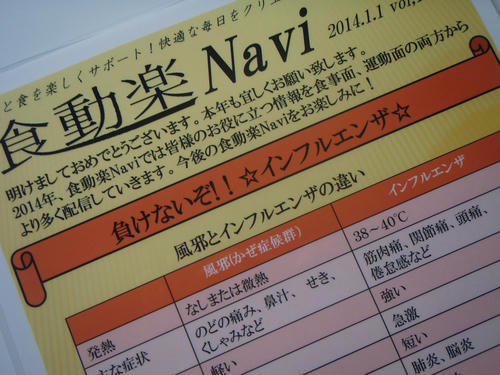 と食を楽しくサポート！快適な毎日をクリエ
食動楽Navi
2014.1.1 vol,
明けましておめでとうございます。本年も宜しくお願い致します。
2014年、食動楽Naviでは皆様のお役に立つ情報を食事面、運動面の両方から
より多く配信していきます。今後の食動楽Naviをお楽しみに！
負けないぞ！！☆インフルエンザ☆
風邪とインフルエンザの違い
風邪(かぜ症候群)
インフルエンザ
発熱
なしまたは微熱
38～40℃
主な症状
のどの痛み、鼻汁、せき、
くしゃみなど
筋肉痛、関節痛、頭痛、
倦怠感など
軽い
強い
急激
短い
肺炎、脳炎